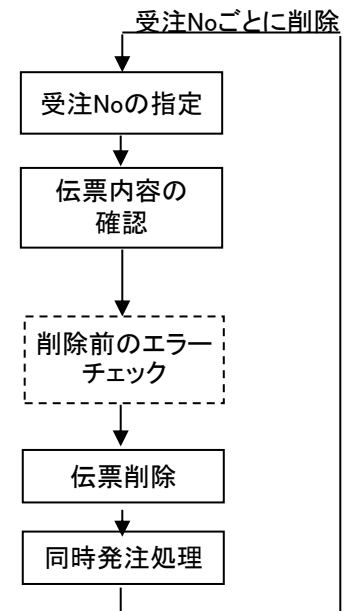 受注Noごとに削除
受注Noの指定
伝票内容の
確認
削除前のエラー
チェック
伝票削除
同時発注処理